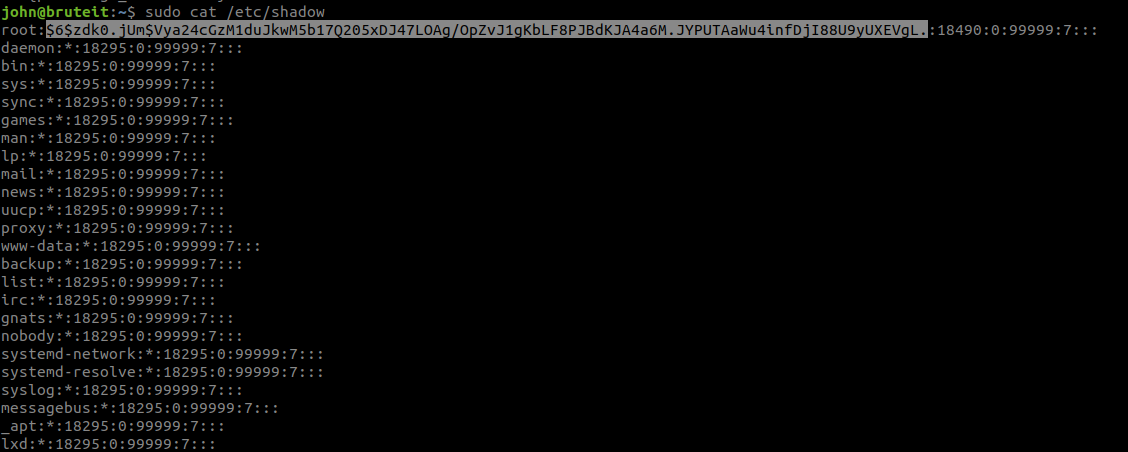 john@bruteit:~$ sudo cat /etc/shadow
root:$6$zdk0.jUm$Vya24cGzM1duJkwM5b17Q205xDJ47LOAg/OpZvJ1gKbLF8PJBdKJA4a6M.JYPUTAaWu4infDjI88U9yUXEVgL.:18490:0:99999:7:::
daemon:*:18295:0:99999:7:::
bin:*:18295:0:99999:7:::
sys:*:18295:0:99999:7:::
sync:*:18295:0:99999:7:::
games:*:18295:0:99999:7:::
man:*:18295:0:99999:7:::
lp:*:18295:0:99999:7:::
mail:*:18295:0:99999:7:::
news:*:18295:0:99999:7:::
uucp:*:18295:0:99999:7:::
proxy:*:18295:0:99999:7:::
www-data:*:18295:0:99999:7:::
backup:*:18295:0:99999:7:::
list:*:18295:0:99999:7:::
irc:*:18295:0:99999:7:::
gnats:*:18295:0:99999:7:::
nobody:*:18295:0:99999:7:::
systemd-network:*:18295:0:99999:7:::
systemd-resolve:*:18295:0:99999:7:::
syslog:*:18295:0:99999:7:::
messagebus:*:18295:0:99999:7:::
_apt:*:18295:0:99999:7:::
lxd:*:18295:0:99999:7:::